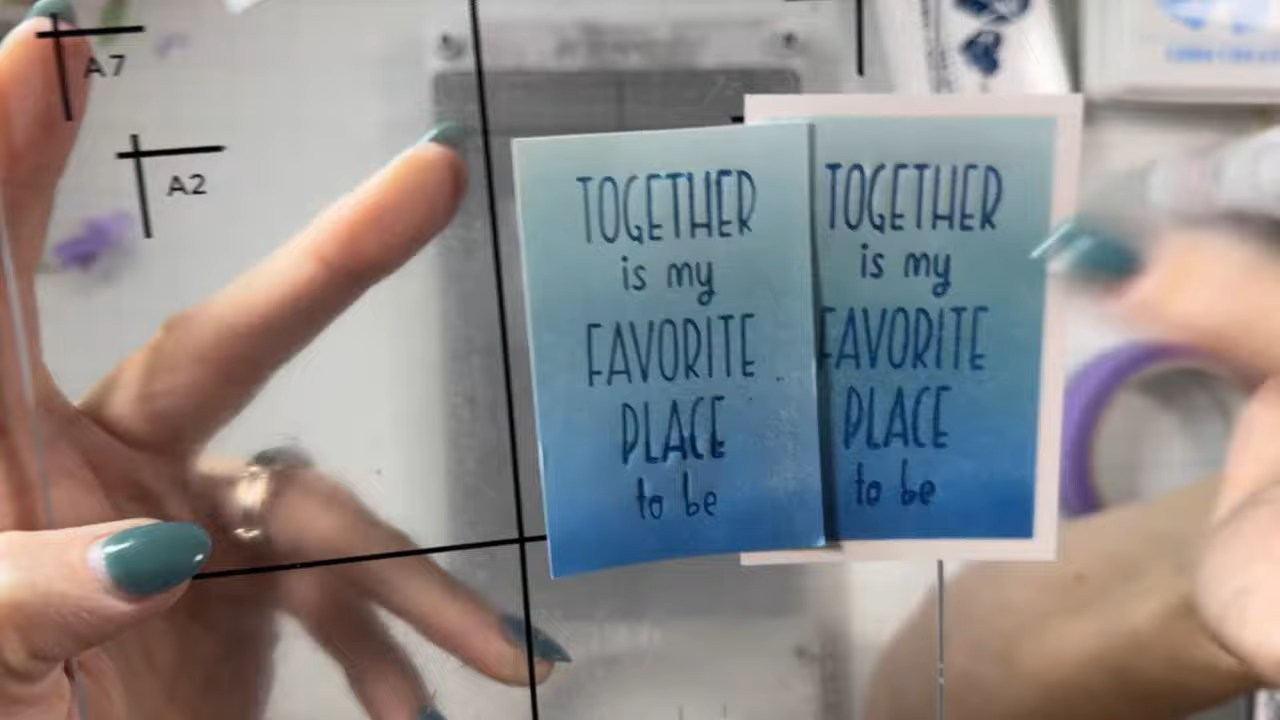 A7
A2
TOGETHER
is my
FAVORITE
PLACE
to be
TOGETHER
is my
FAVORITE
PLACE
to be